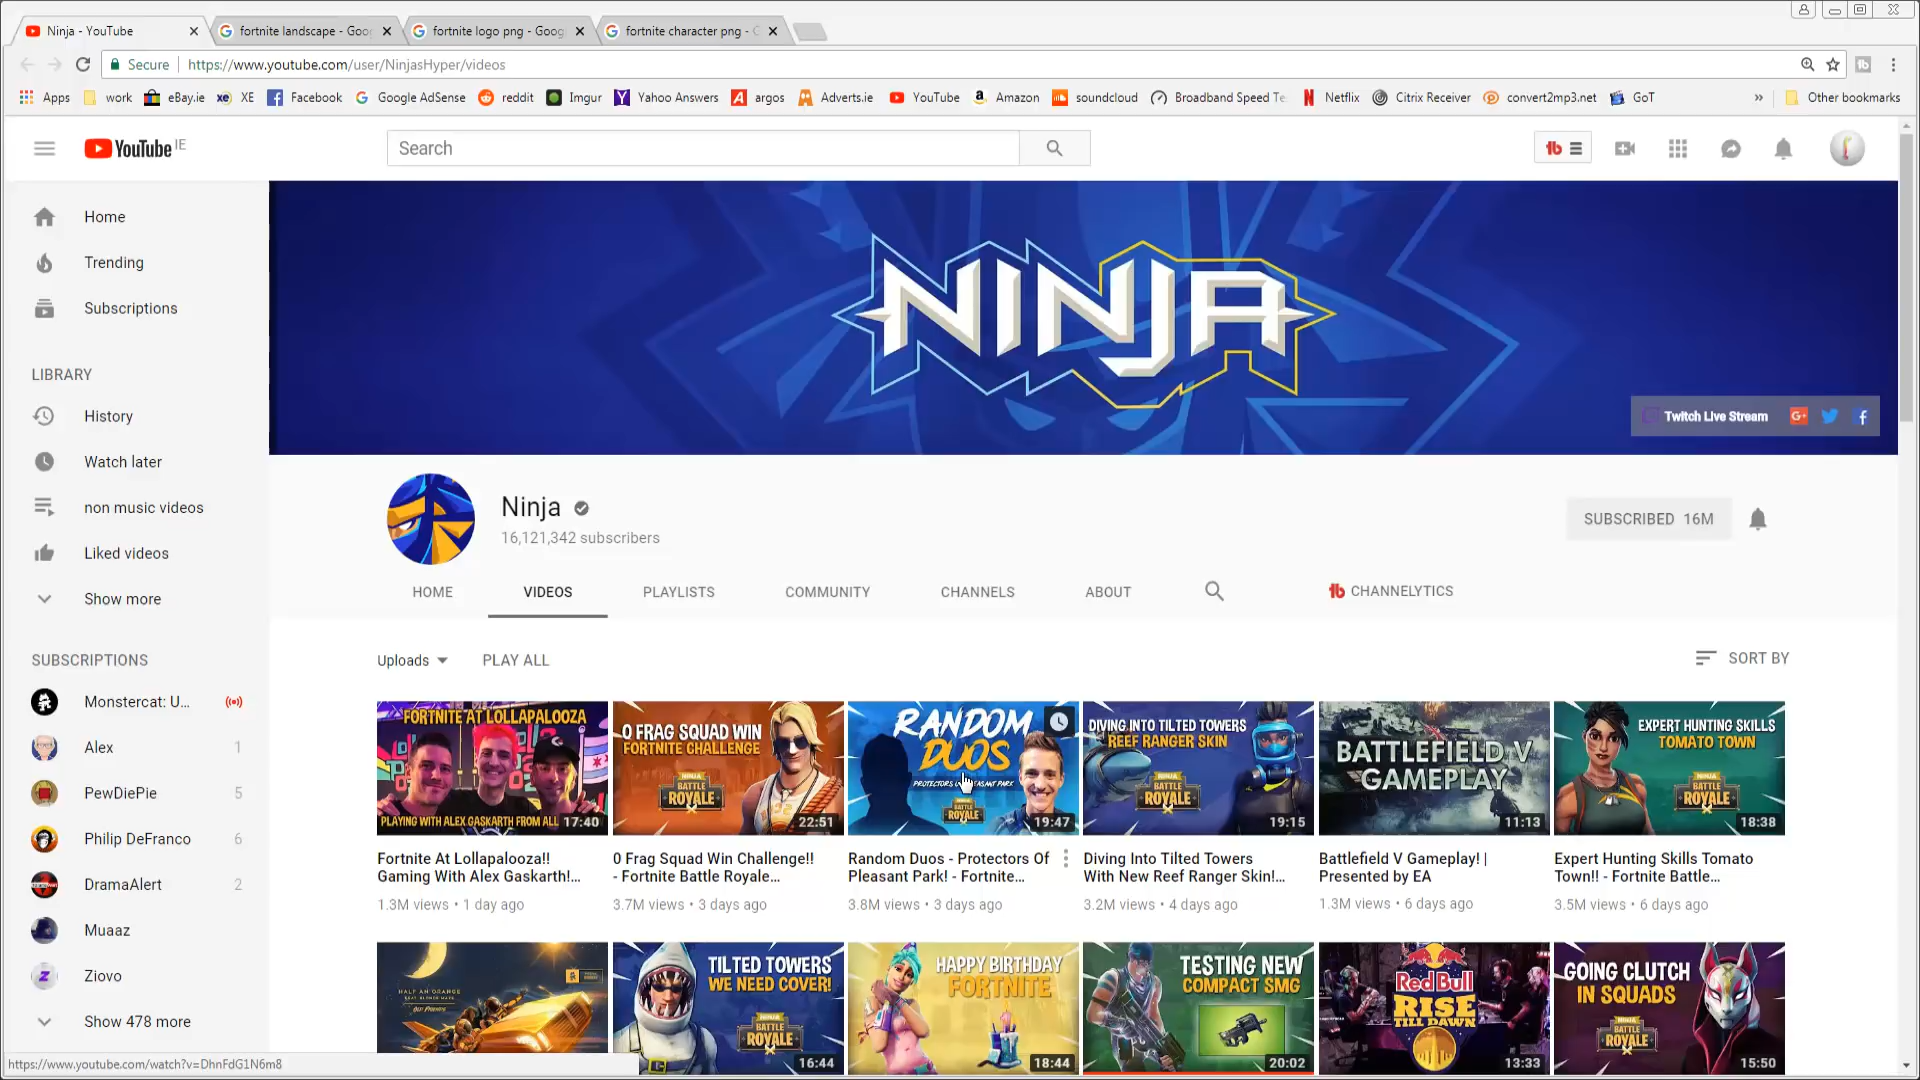 Ninja - YouTube
fortnite landscape - Goo
fortnite logo png - Goog
fortnite character png -
Secure
https://www.youtube.com/user/NinjasHyper/videos
Apps
work
eBay.ie
XE
Facebook
Google AdSense
reddit
Imgur
Yahoo Answers
argos
Adverts.ie
YouTube
Amazon
soundcloud
Broadband Speed Te
Netflix
Citrix Receiver
convert2mp3.net
GoT
»
Other bookmarks
YouTube IE
Search
Home
Trending
Subscriptions
LIBRARY
History
Watch later
non music videos
Liked videos
Show more
SUBSCRIPTIONS
Monstercat: U...
Alex 1
PewDiePie 5
Philip DeFranco 6
DramaAlert 2
Muaaz
Ziovo
Show 478 more
https://www.youtube.com/watch?v=DhnFdG1N6m8
NINJA
Twitch Live Stream
Ninja
16,121,342 subscribers
SUBSCRIBED 16M
HOME
VIDEOS
PLAYLISTS
COMMUNITY
CHANNELS
ABOUT
CHANNELYTICS
Uploads
PLAY ALL
SORT BY
FORTNITE AT LOLLAPALOOZA
PLAYING WITH ALEX GASKARTH FROM ALL
17:40
Fortnite At Lollapalooza!!
Gaming With Alex Gaskarth!...
1.3M views • 1 day ago
0 FRAG SQUAD WIN
FORTNITE CHALLENGE
NINJA
BATTLE
ROYALE
22:51
0 Frag Squad Win Challenge!!
- Fortnite Battle Royale...
3.7M views • 3 days ago
RANDOM
DUOS
PROTECTORS
PARK
NINJA
BATTLE
ROYALE
19:47
Random Duos - Protectors Of
Pleasant Park! - Fortnite...
3.8M views • 3 days ago
DIVING INTO TILTED TOWERS
REEF RANGER SKIN!
NINJA
BATTLE
ROYALE
19:15
Diving Into Tilted Towers
With New Reef Ranger Skin!...
3.2M views • 4 days ago
BATTLEFIELD V
GAMEPLAY
11:13
Battlefield V Gameplay! |
Presented by EA
1.3M views • 6 days ago
EXPERT HUNTING SKILLS
TOMATO TOWN
NINJA
BATTLE
ROYALE
18:38
Expert Hunting Skills Tomato
Town!! - Fortnite Battle...
3.5M views • 6 days ago
HALF AN ORANGE
TILTED TOWERS
WE NEED COVER!
NINJA
BATTLE
ROYALE
16:44
HAPPY BIRTHDAY
FORTNITE
18:44
TESTING NEW
COMPACT SMG
20:02
Red Bull
RISE
TILL DAWN
13:33
GOING CLUTCH
IN SQUADS
NINJA
BATTLE
ROYALE
15:50